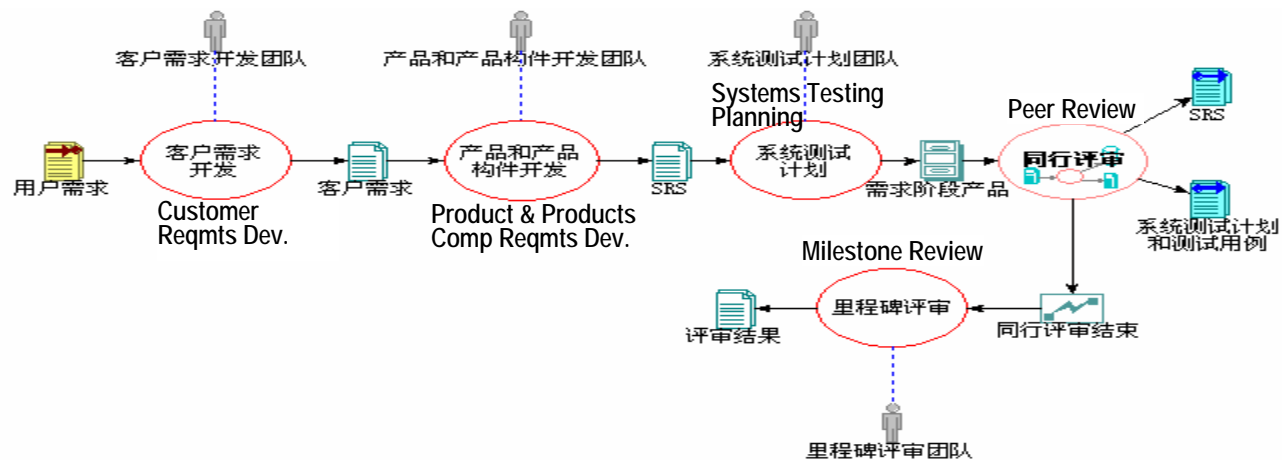 客户需求开发团队
产品和产品构件开发团队
系统测试计划团队
Systems Testing
Planning
Peer Review
SRS
客户需求
开发
产品和产品
构件开发
系统测试
计划
同行评审
用户需求
客户需求
SRS
需求阶段产品
Customer
Reqmts Dev.
Product & Products
Comp Reqmts Dev.
系统测试计划
和测试用例
Milestone Review
里程碑评审
评审结果
同行评审结束
里程碑评审团队